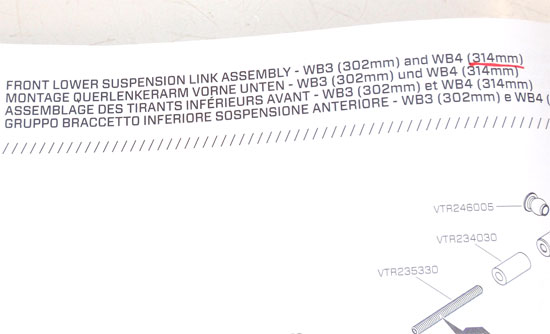 FRONT LOWER SUSPENSION LINK ASSEMBLY - WB3 (302mm) and WB4 (314mm)
MONTAGE QUERLENKERARM VORNE UNTEN - WB3 (302mm) und WB4 (314mm)
ASSEMBLAGE DES TIRANTS INFÉRIEURS AVANT - WB3 (302mm) et WB4 (314mm)
GRUPPO BRACCETTO INFERIORE SOSPENSIONE ANTERIORE - WB3 (302mm) e WB4 (
VTR246005
VTR234030
VTR235330